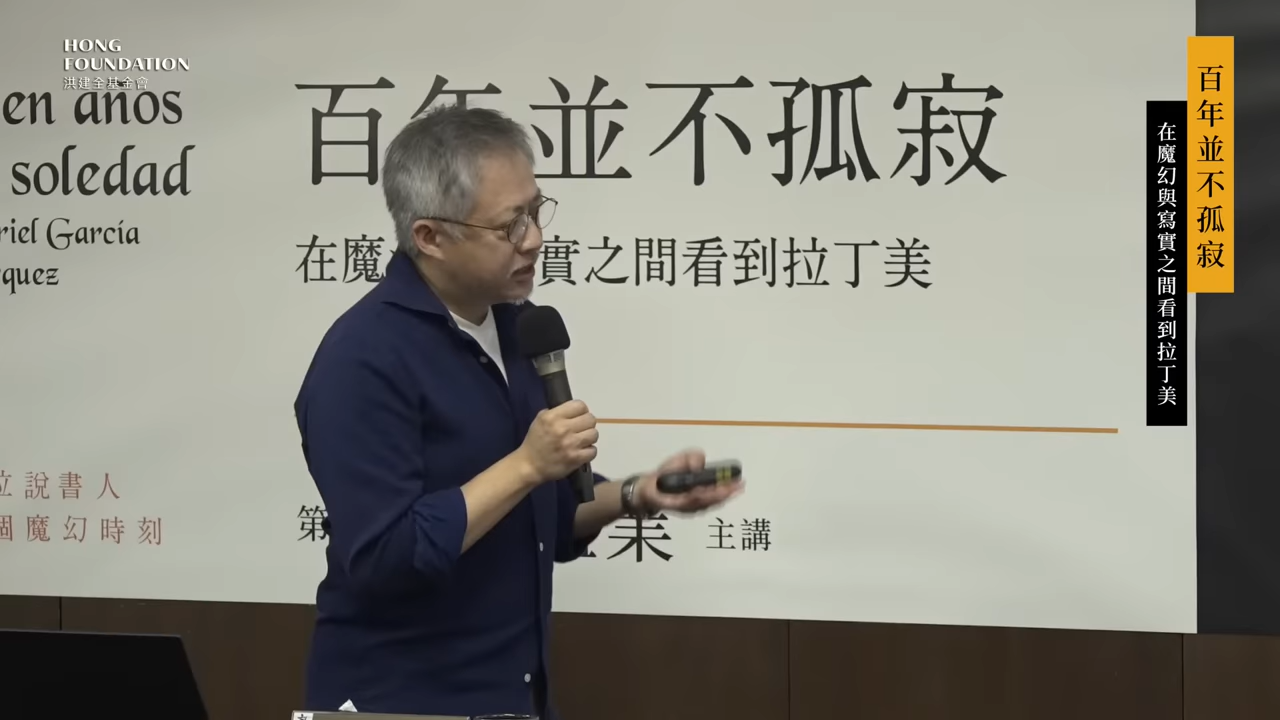 HONG
FOUNDATION
洪建全基金會
en años
soledad
riel García
quez
百年並不孤寂
在魔 實之間看到拉丁美
說書人
個魔幻時刻
第
業 主講
百年並不孤寂
在魔幻與寫實之間看到拉丁美